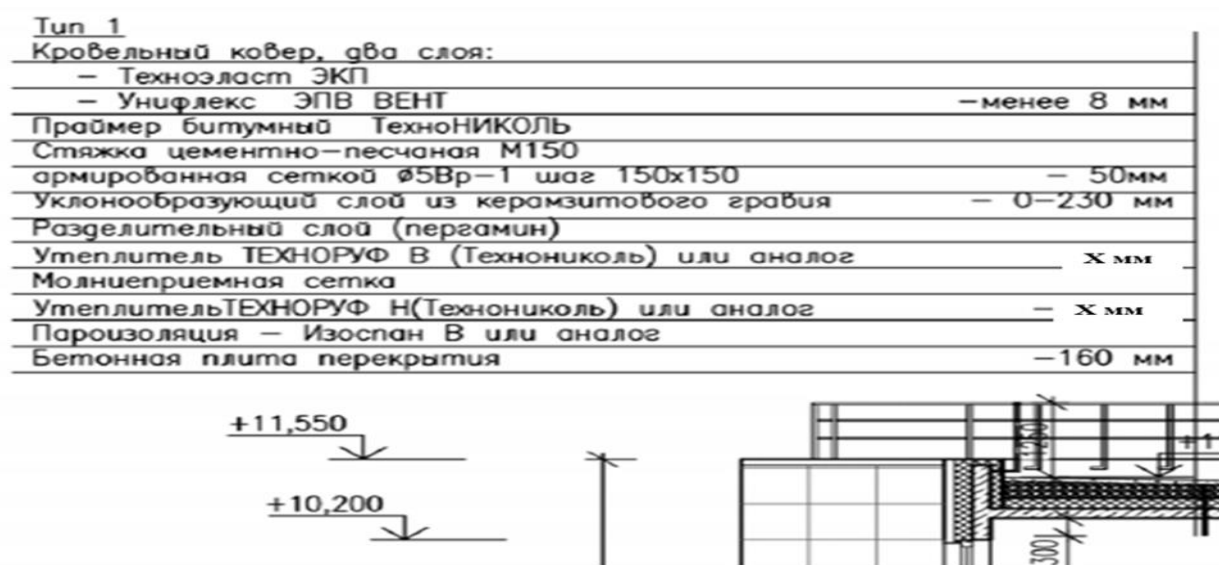 Тип 1
Кровельный ковер, два слоя:
– Техноэласт ЭКП
– Унифлекс ЭПВ ВЕНТ –менее 8 мм
Праймер битумный ТехноНИКОЛЬ
Стяжка цементно–песчаная М150
армированная сеткой ø5Вр–1 шаг 150х150 – 50мм
Уклонообразующий слой из керамзитового гравия – 0–230 мм
Разделительный слой (пергамин)
Утеплитель ТЕХНОРУФ В (Технониколь) или аналог Х мм
Молниеприемная сетка
УтеплительТЕХНОРУФ Н(Технониколь) или аналог – Х мм
Пароизоляция – Изоспан В или аналог
Бетонная плита перекрытия –160 мм
+11,550
+10,200
300